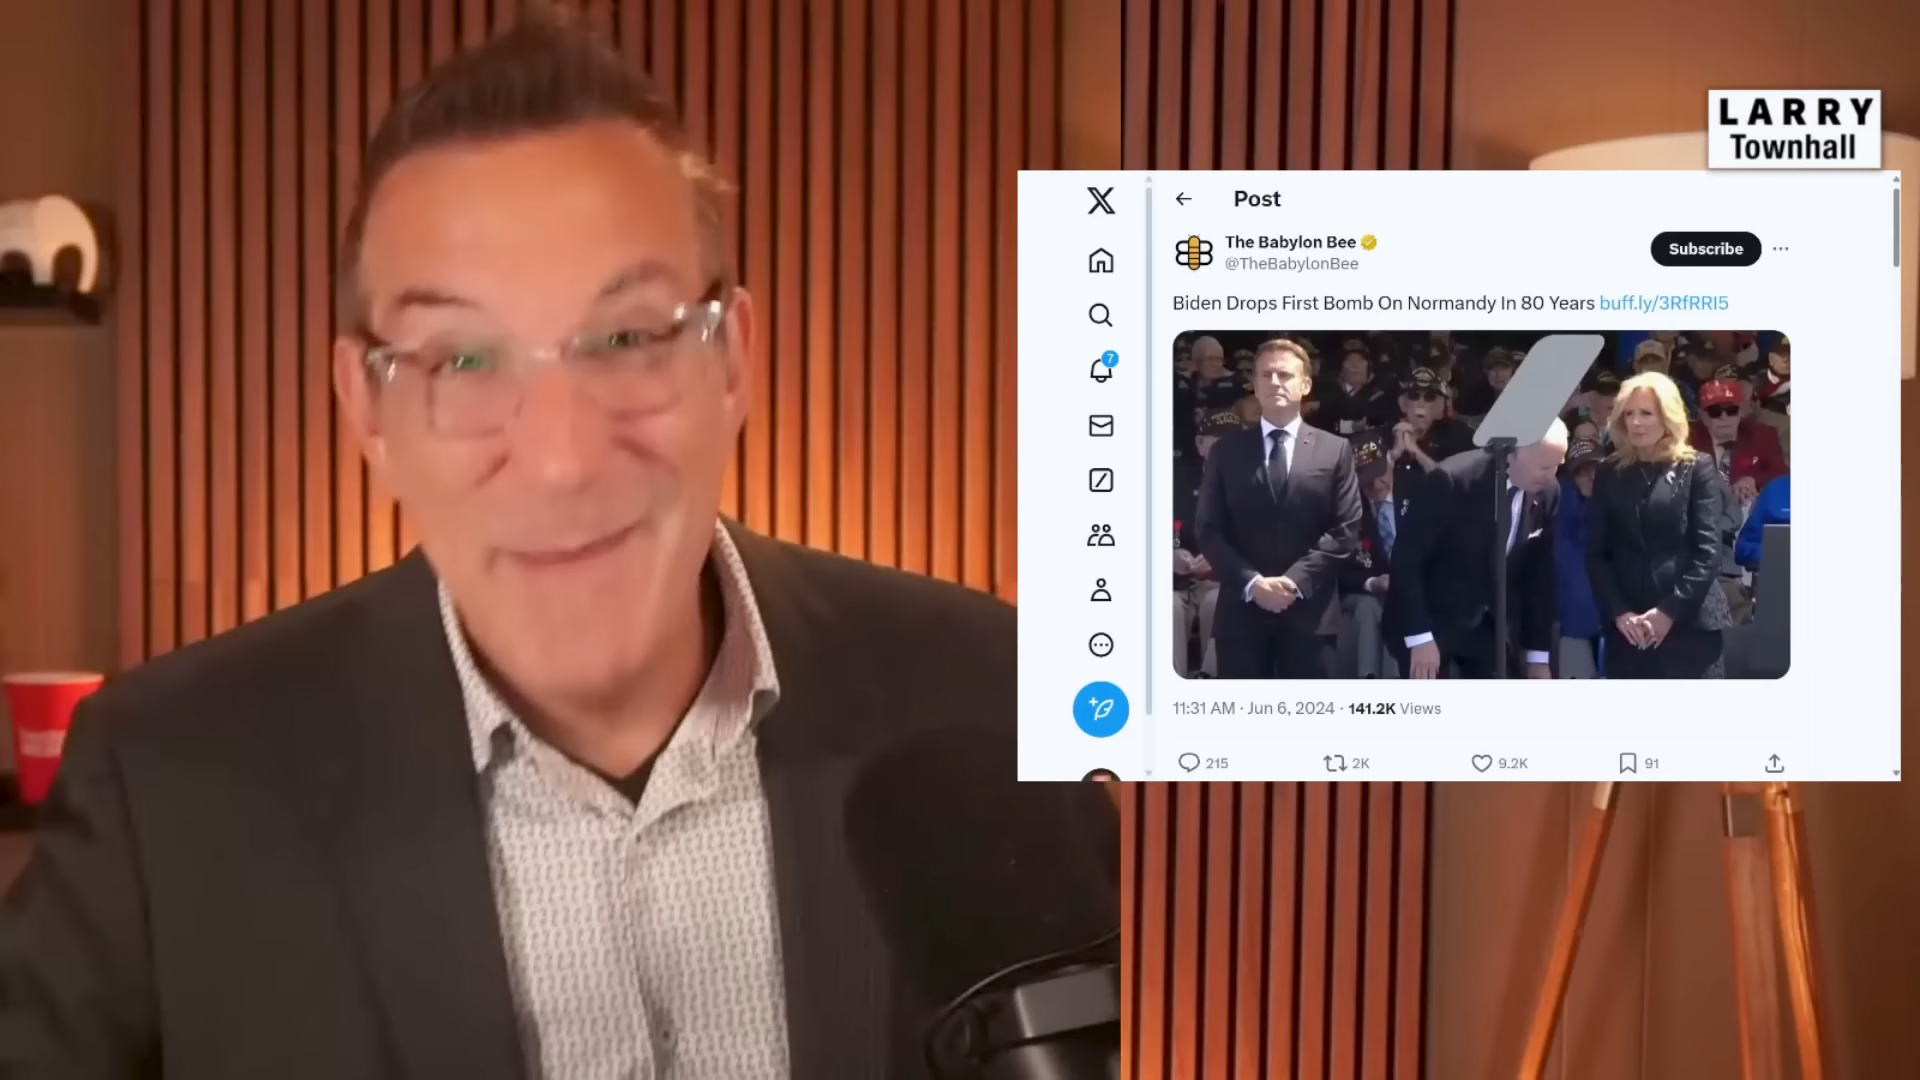 LARRY
Townhall
Post
The Babylon Bee
@TheBabylonBee
Subscribe
Biden Drops First Bomb On Normandy In 80 Years buff.ly/3RfRRI5
7
11:31 AM · Jun 6, 2024 · 141.2K Views
215
2K
9.2K
91